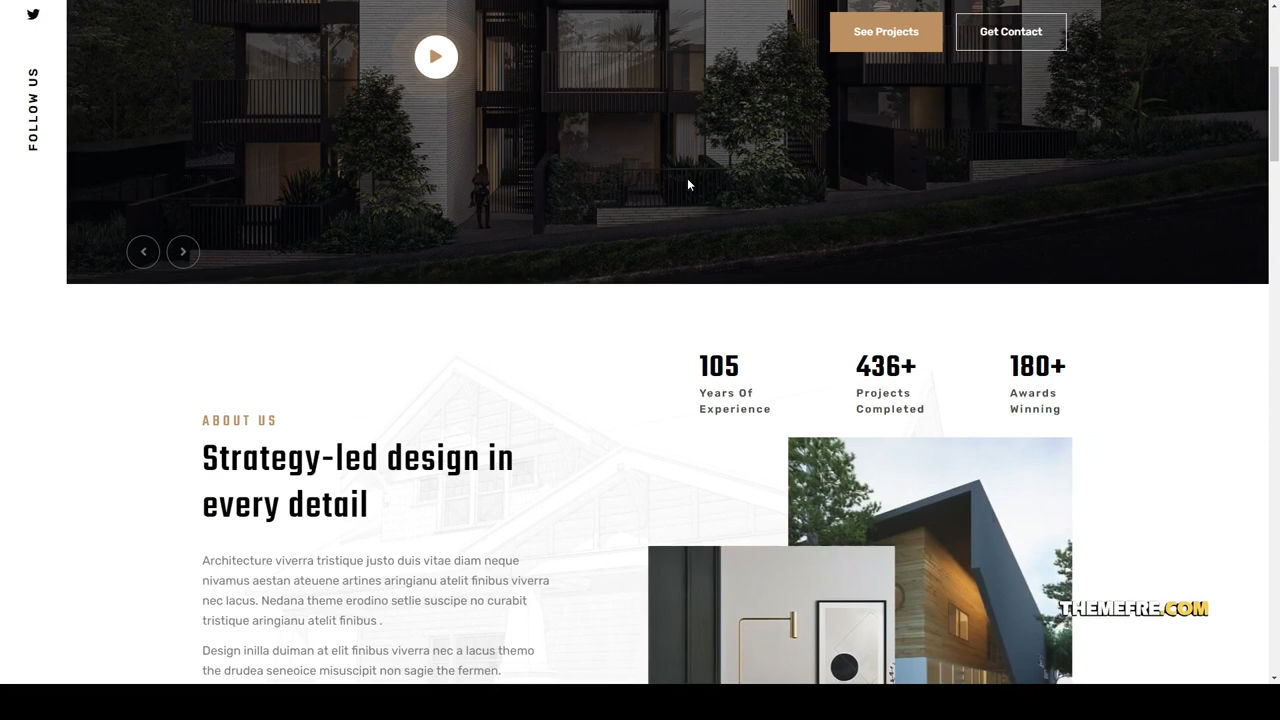 See Projects
Get Contact
FOLLOW US
105
Years Of
Experience
436+
Projects
Completed
180+
Awards
Winning
ABOUT US
Strategy-led design in
every detail
Architecture viverra tristique justo duis vitae diam neque
nivamus aestan ateuene artines aringianu atelit finibus viverra
nec lacus. Nedana theme erodino setlie suscipe no curabit
tristique aringianu atelit finibus .
Design inilla duiman at elit finibus viverra nec a lacus themo
the drudea seneoice misuscipit non sagie the fermen.
THEMEFRE.COM